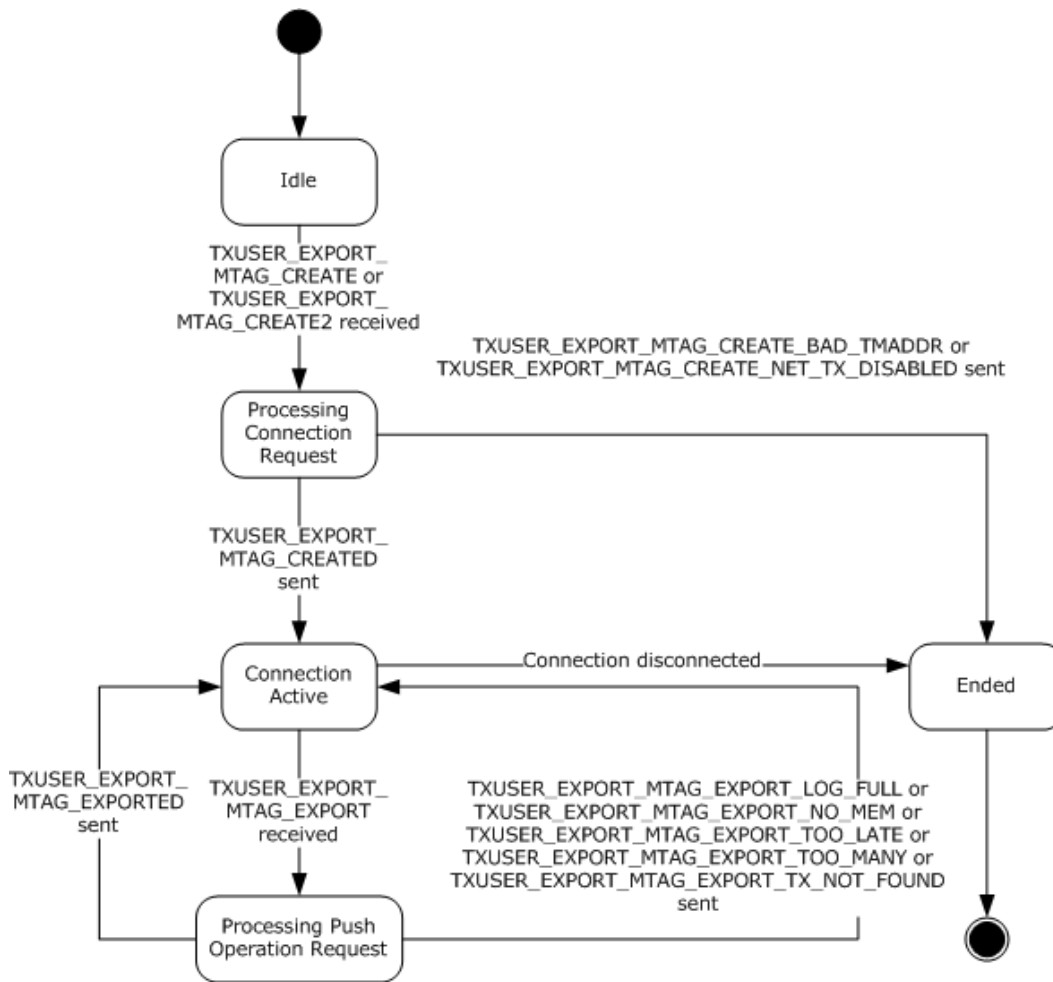 Idle
TXUSER_EXPORT_
MTAG_CREATE or
TXUSER_EXPORT_
MTAG_CREATE2 received
TXUSER_EXPORT_MTAG_CREATE_BAD_TMADDR or
TXUSER_EXPORT_MTAG_CREATE_NET_TX_DISABLED sent
Processing
Connection
Request
TXUSER_EXPORT_
MTAG_CREATED
sent
Connection
Active
Connection disconnected
Ended
TXUSER_EXPORT_
MTAG_EXPORTED
sent
TXUSER_EXPORT_
MTAG_EXPORT
received
TXUSER_EXPORT_MTAG_EXPORT_LOG_FULL or
TXUSER_EXPORT_MTAG_EXPORT_NO_MEM or
TXUSER_EXPORT_MTAG_EXPORT_TOO_LATE or
TXUSER_EXPORT_MTAG_EXPORT_TOO_MANY or
TXUSER_EXPORT_MTAG_EXPORT_TX_NOT_FOUND
sent
Processing Push
Operation Request